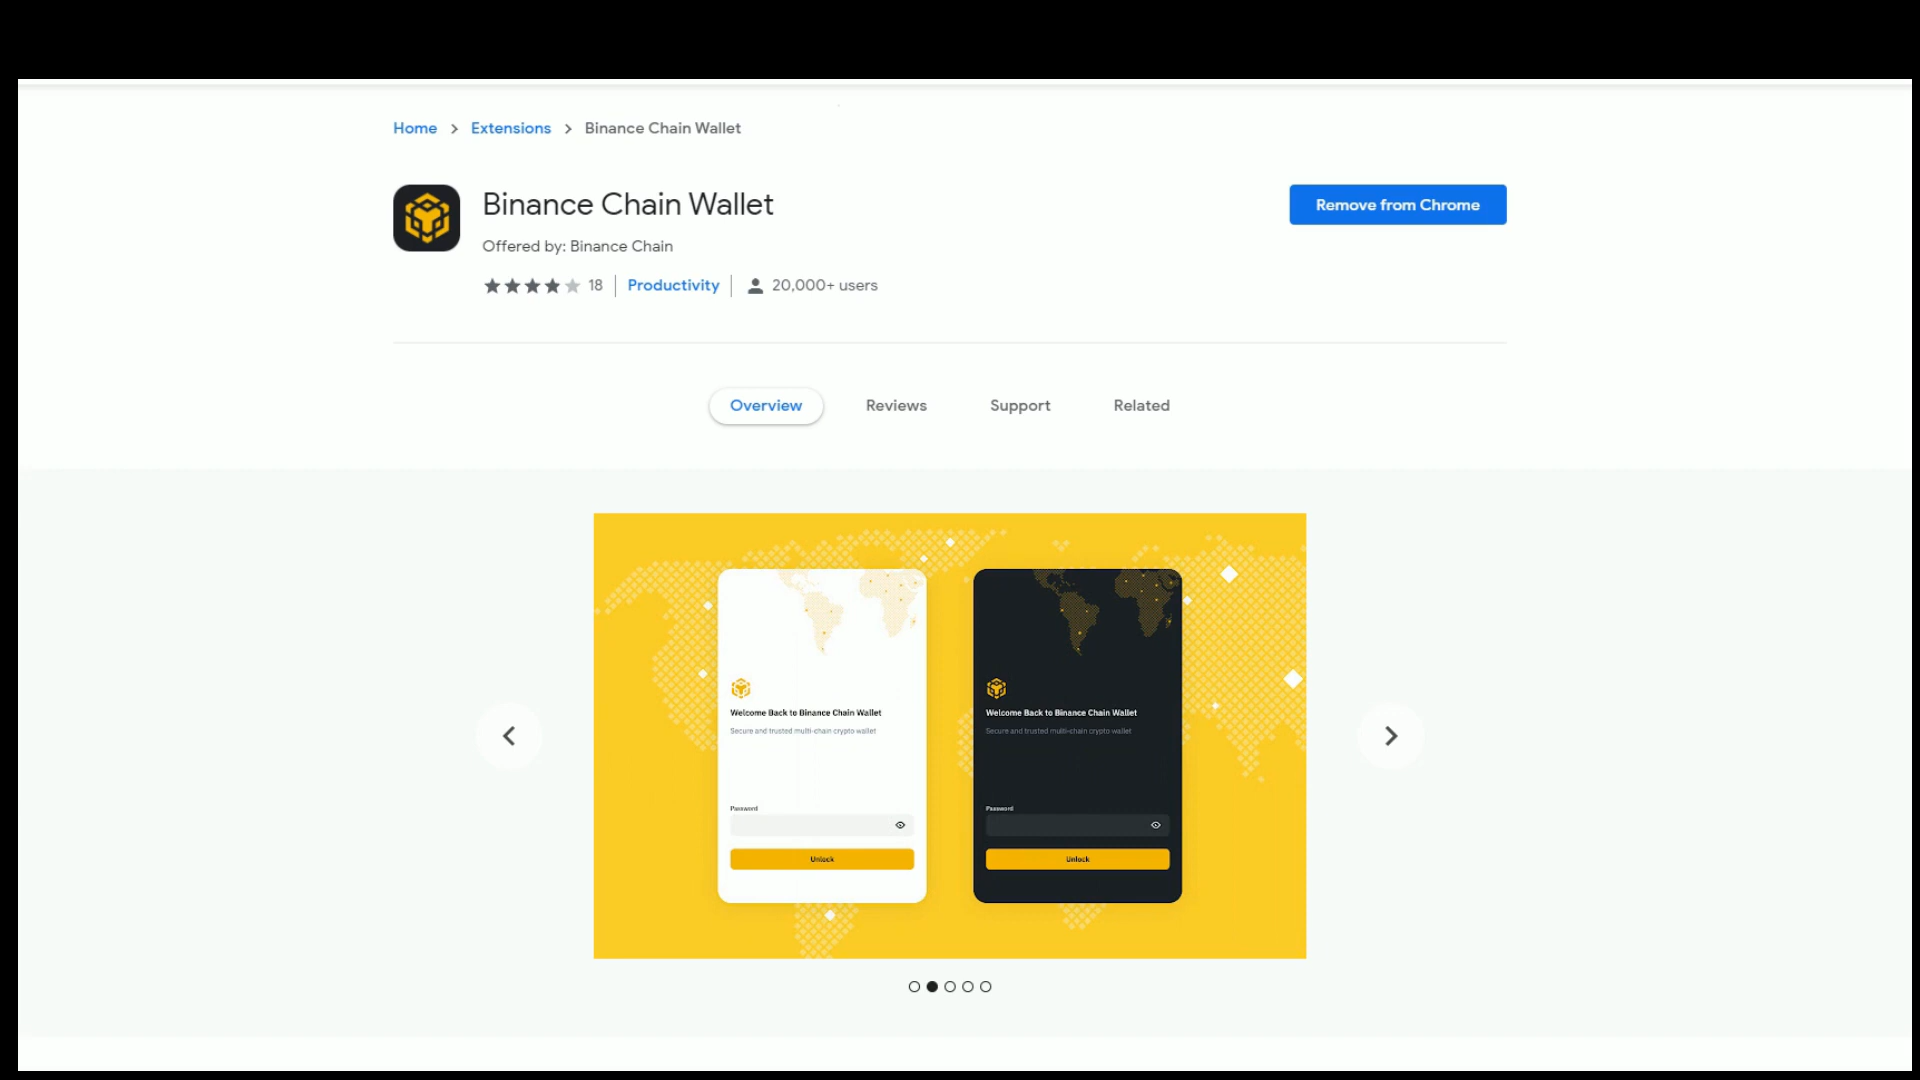 Home > Extensions > Binance Chain Wallet
Binance Chain Wallet
Remove from Chrome
Offered by: Binance Chain
18 Productivity 20,000+ users
Overview Reviews Support Related
Welcome Back to Binance Chain Wallet
Secure and trusted multi-chain crypto wallet
Password
Unlock
Welcome Back to Binance Chain Wallet
Secure and trusted multi-chain crypto wallet
Password
Unlock